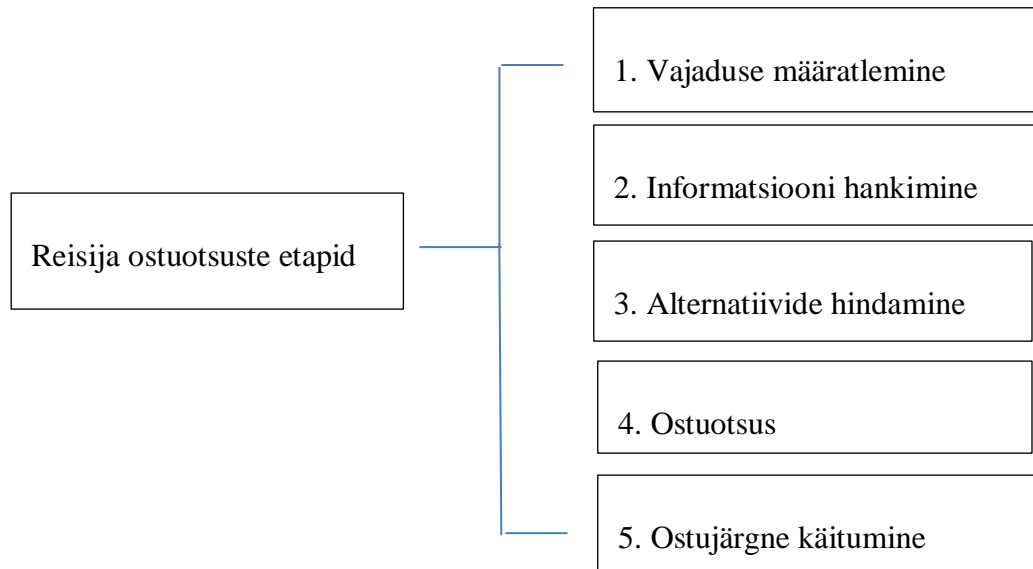 Reisija ostuotsuste etapid
1. Vajaduse määratlemine
2. Informatsiooni hankimine
3. Alternatiivide hindamine
4. Ostuotsus
5. Ostujärgne käitumine